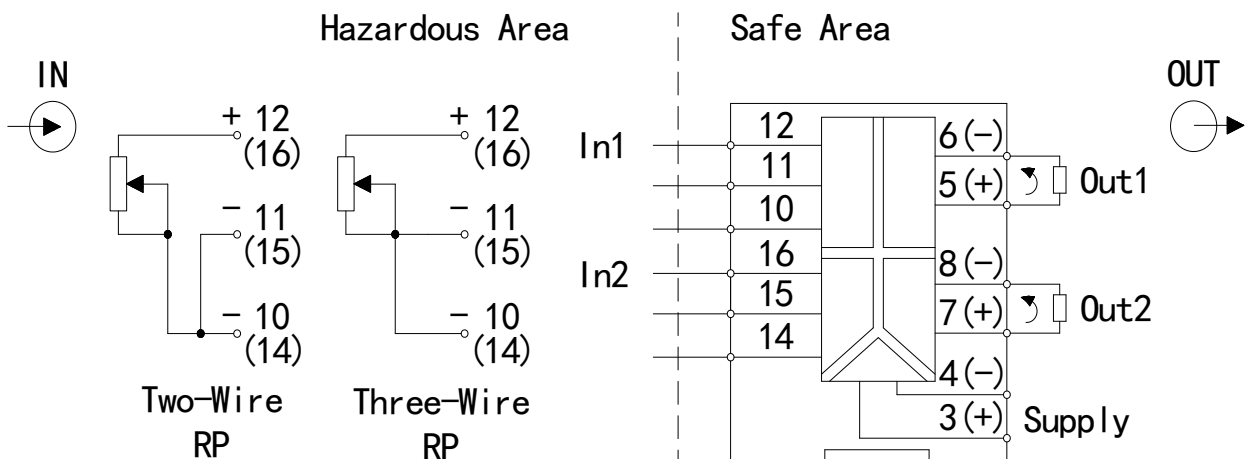 Hazardous Area
Safe Area
IN
OUT
+ 12
(16)
- 11
(15)
- 10
(14)
Two-Wire
RP
+ 12
(16)
- 11
(15)
- 10
(14)
Three-Wire
RP
In1
In2
12
11
10
16
15
14
6(-)
5(+)
Out1
8(-)
7(+)
Out2
4(-)
3(+)
Supply